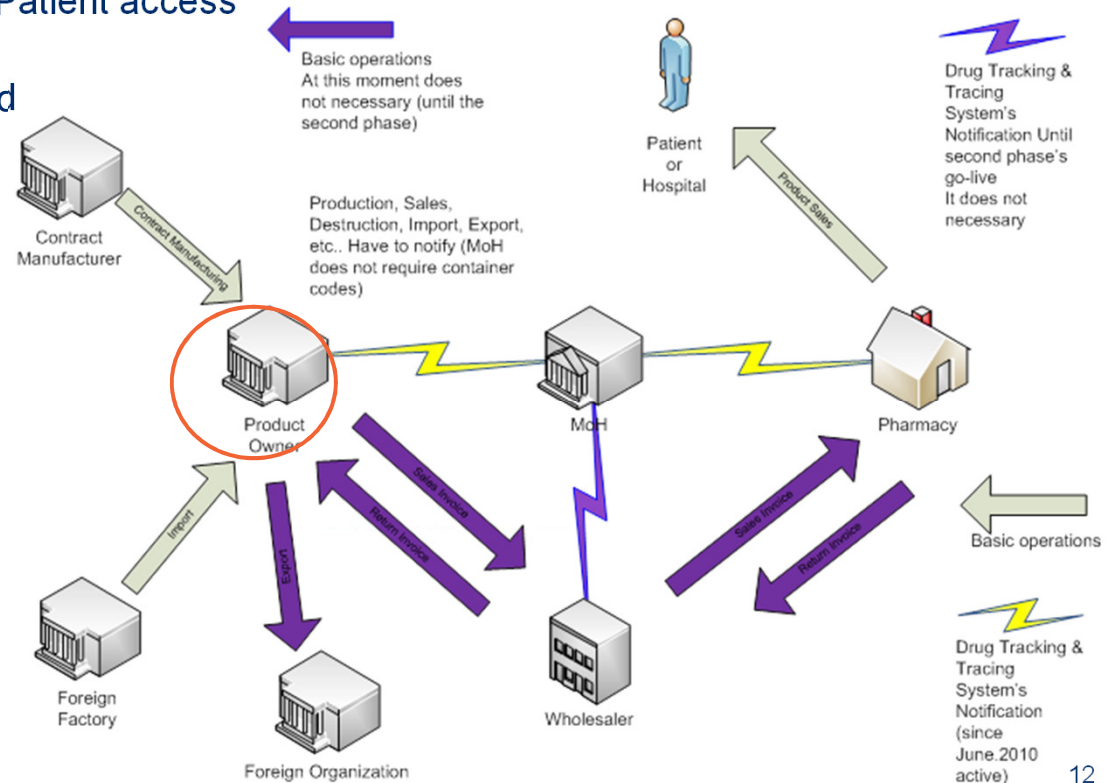 Patient access
d
Basic operations
At this moment does
not necessary (until the
second phase)
Drug Tracking &
Tracing
System's
Notification Until
second phase's
go-live
It does not
necessary
Patient
or
Hospital
Product Sales
Contract
Manufacturer
Contract Manufacturing
Production, Sales,
Destruction, Import, Export,
etc.. Have to notify (MoH
does not require container
codes)
Product
Owner
MoH
Pharmacy
Sales Invoice
Return Invoice
Sales Invoice
Return Invoice
Import
Export
Basic operations
Foreign
Factory
Foreign Organization
Wholesaler
Drug Tracking &
Tracing
System's
Notification
(since
June.2010
active)
12